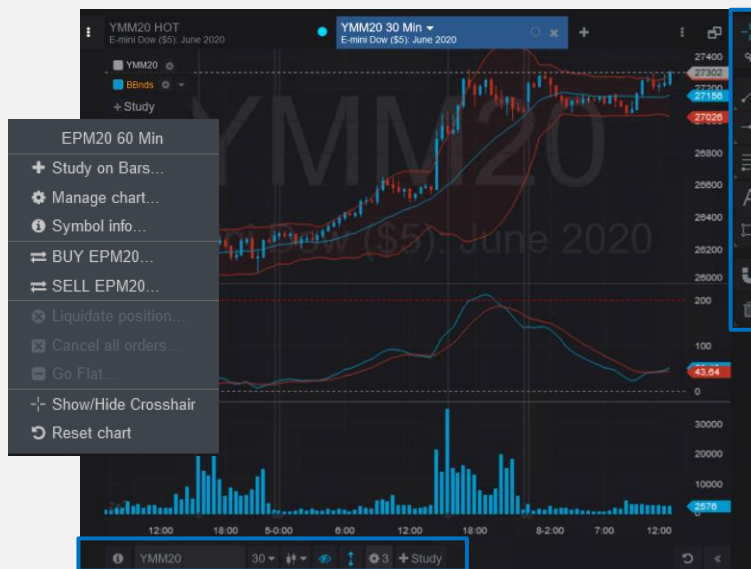 YMM20 HOT
E-mini Dow ($5): June 2020
YMM20 30 Min
E-mini Dow ($5): June 2020
YMM20
BBnds
+Study
YMM20
E-mini Dow ($5): June 2020
27400
27302
27200
27156
27026
26800
26600
26400
26200
26000
EPM20 60 Min
Study on Bars...
Manage chart...
Symbol info...
BUY EPM20...
SELL EPM20...
Liquidate position...
Cancel all orders...
Go Flat...
Show/Hide Crosshair
Reset chart
200
100
43,64
0
30000
20000
10000
2576
12:00 18:00 5-0:00 6:00 12:00 18:00 8-2:00 7:00 12:00
YMM20 30 3 +Study